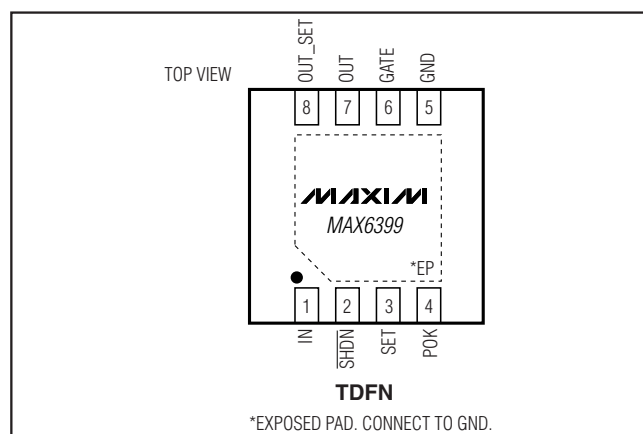 TOP VIEW
OUT_SET
OUT
GATE
GND
8
7
6
5
MAXIM
MAX6399
*EP
1
2
3
4
IN
SHDN
SET
POK
TDFN
*EXPOSED PAD. CONNECT TO GND.